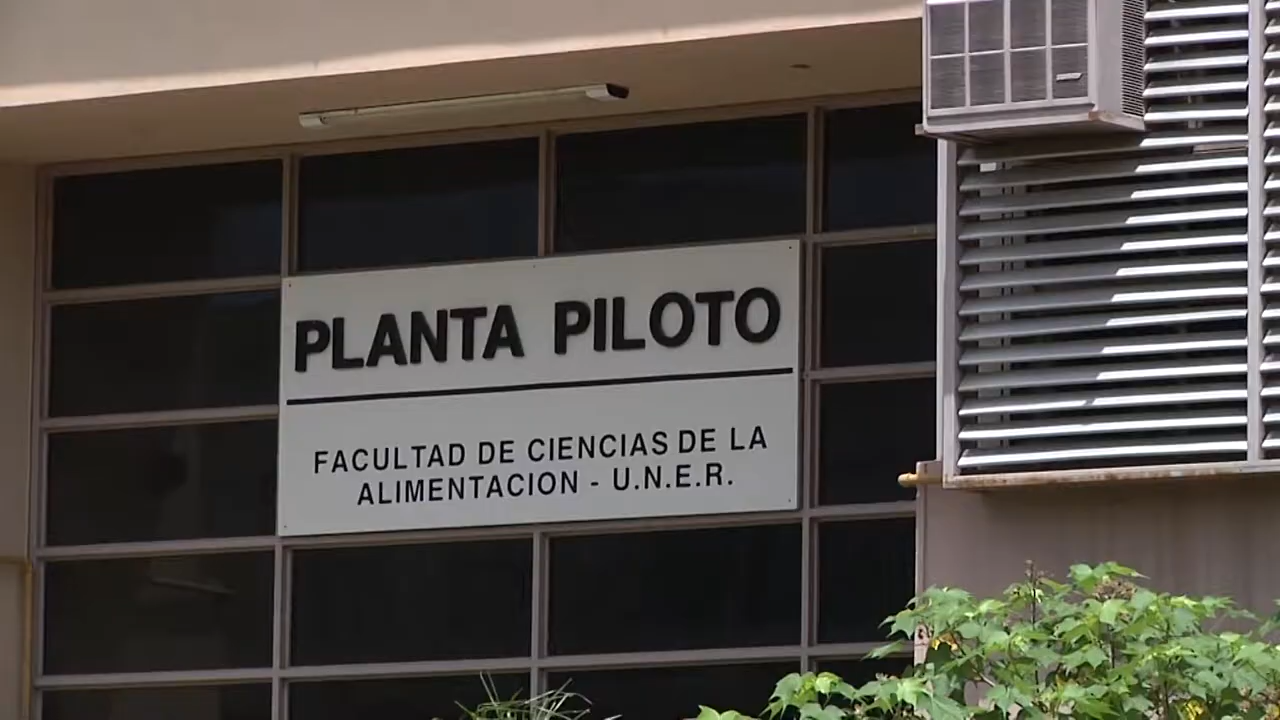 PLANTA PILOTO
FACULTAD DE CIENCIAS DE LA
ALIMENTACION - U.N.E.R.